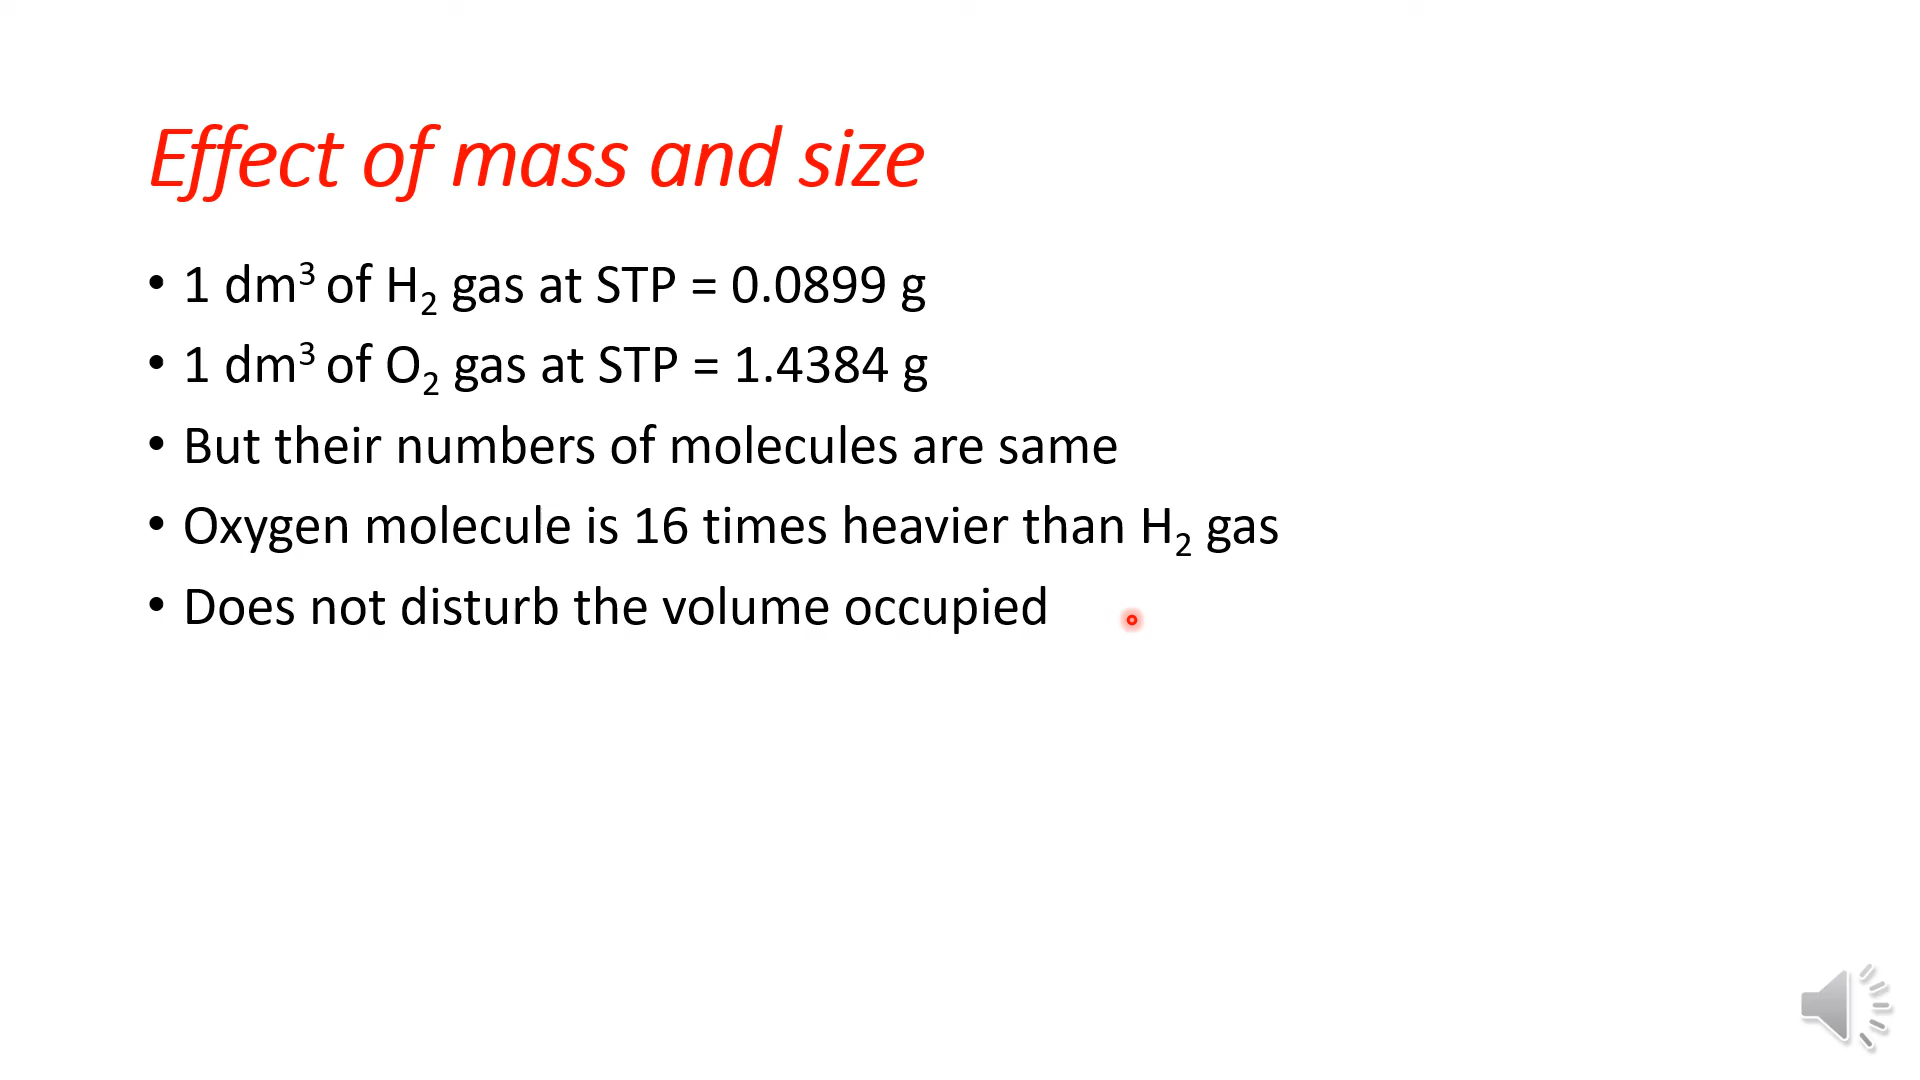 Effect of mass and size
• 1 dm³ of H₂ gas at STP = 0.0899 g
• 1 dm³ of O₂ gas at STP = 1.4384 g
• But their numbers of molecules are same
• Oxygen molecule is 16 times heavier than H₂ gas
• Does not disturb the volume occupied